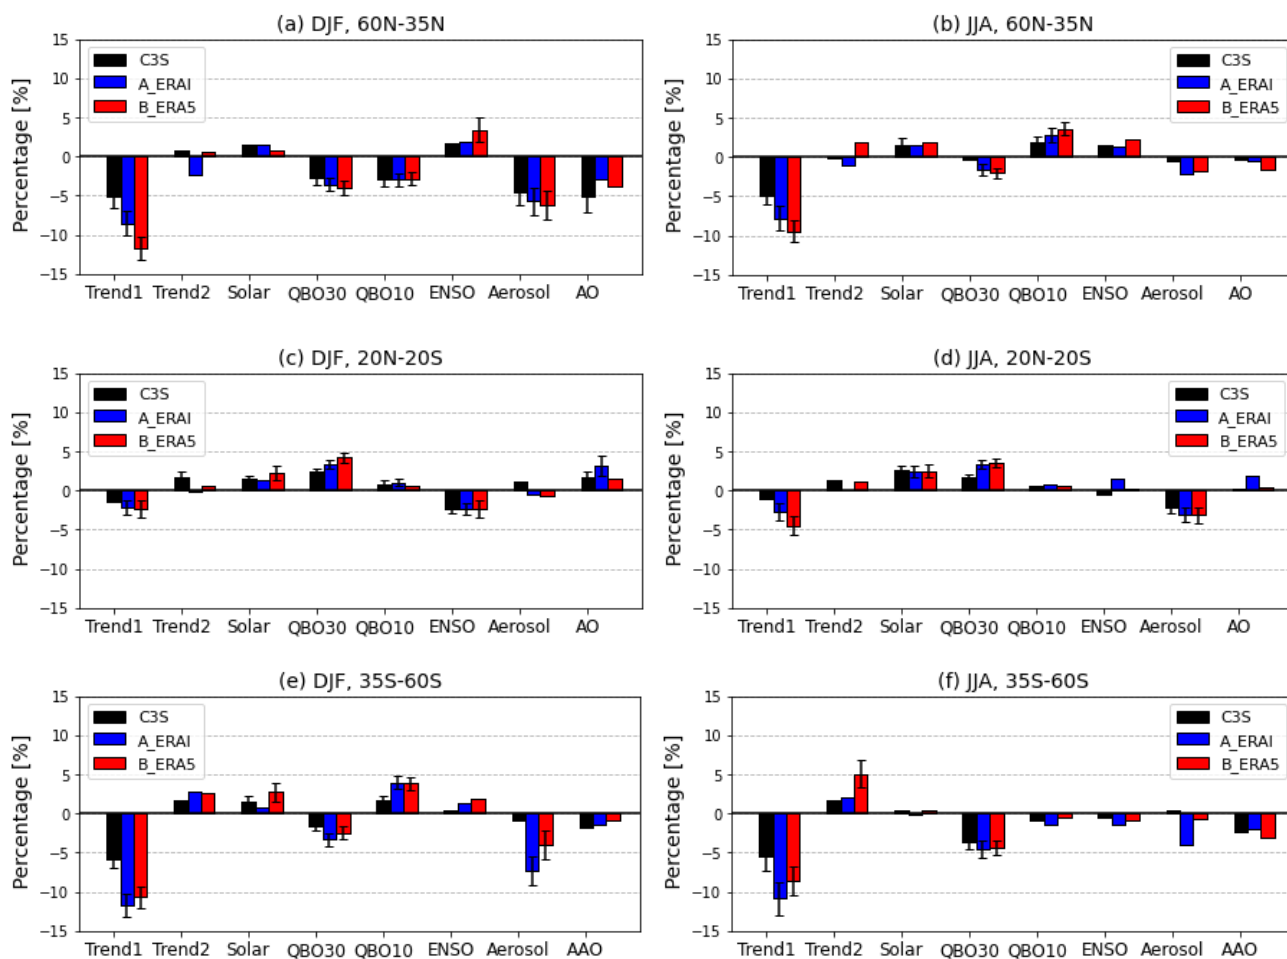 (a) DJF, 60N-35N
Percentage [%]
15
10
5
0
−5
−10
−15
C3S
A_ERAI
B_ERA5
Trend1 Trend2 Solar QBO30 QBO10 ENSO Aerosol AO
(b) JJA, 60N-35N
Percentage [%]
15
10
5
0
−5
−10
−15
C3S
A_ERAI
B_ERA5
Trend1 Trend2 Solar QBO30 QBO10 ENSO Aerosol AO
(c) DJF, 20N-20S
Percentage [%]
15
10
5
0
−5
−10
−15
C3S
A_ERAI
B_ERA5
Trend1 Trend2 Solar QBO30 QBO10 ENSO Aerosol AO
(d) JJA, 20N-20S
Percentage [%]
15
10
5
0
−5
−10
−15
C3S
A_ERAI
B_ERA5
Trend1 Trend2 Solar QBO30 QBO10 ENSO Aerosol AO
(e) DJF, 35S-60S
Percentage [%]
15
10
5
0
−5
−10
−15
C3S
A_ERAI
B_ERA5
Trend1 Trend2 Solar QBO30 QBO10 ENSO Aerosol AAO
(f) JJA, 35S-60S
Percentage [%]
15
10
5
0
−5
−10
−15
C3S
A_ERAI
B_ERA5
Trend1 Trend2 Solar QBO30 QBO10 ENSO Aerosol AAO